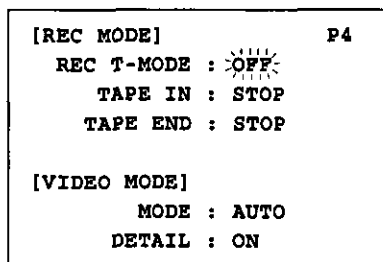 [REC MODE] P4
REC T-MODE : OFF
TAPE IN : STOP
TAPE END : STOP
[VIDEO MODE]
MODE : AUTO
DETAIL : ON